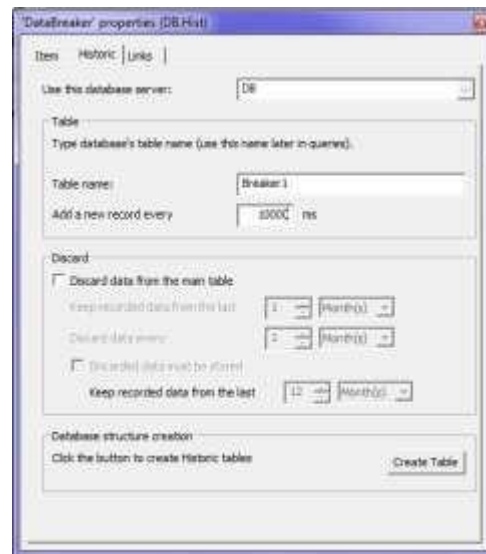 'DataBreaker' properties (DB.Hist)
Item Historic Links
Use this database server: DB
Table
Type database's table name (use this name later in queries).
Table name: Breaker1
Add a new record every 1000 ms
Discard
Discard data from the main table
Keep recorded data from the last Month(s)
Discard data every Month(s)
Discarded data must be stored
Keep recorded data from the last 12 Month(s)
Database structure creation
Click the button to create Historic tables
Create Table